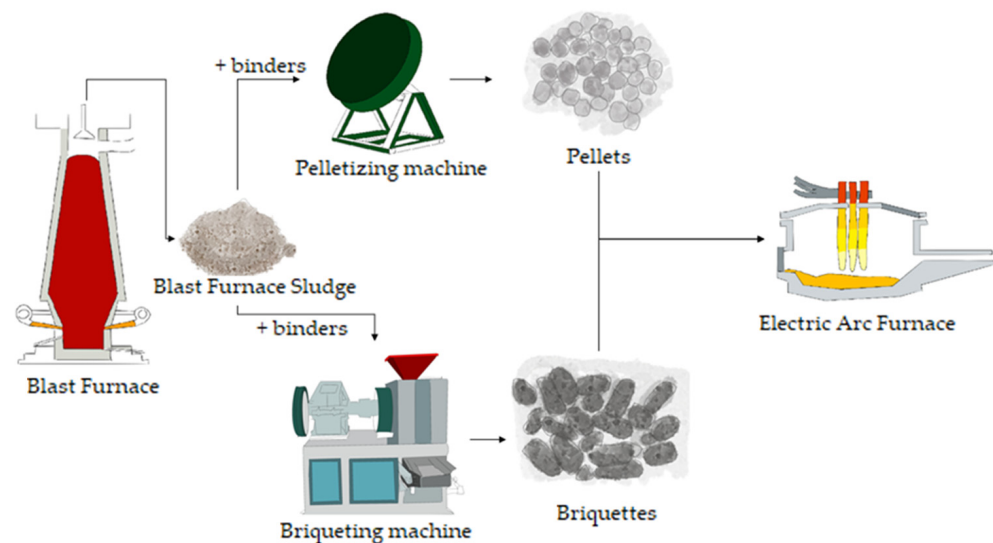 + binders
Pelletizing machine
Pellets
Blast Furnace Sludge
+ binders
Electric Arc Furnace
Blast Furnace
Briqueting machine
Briquettes